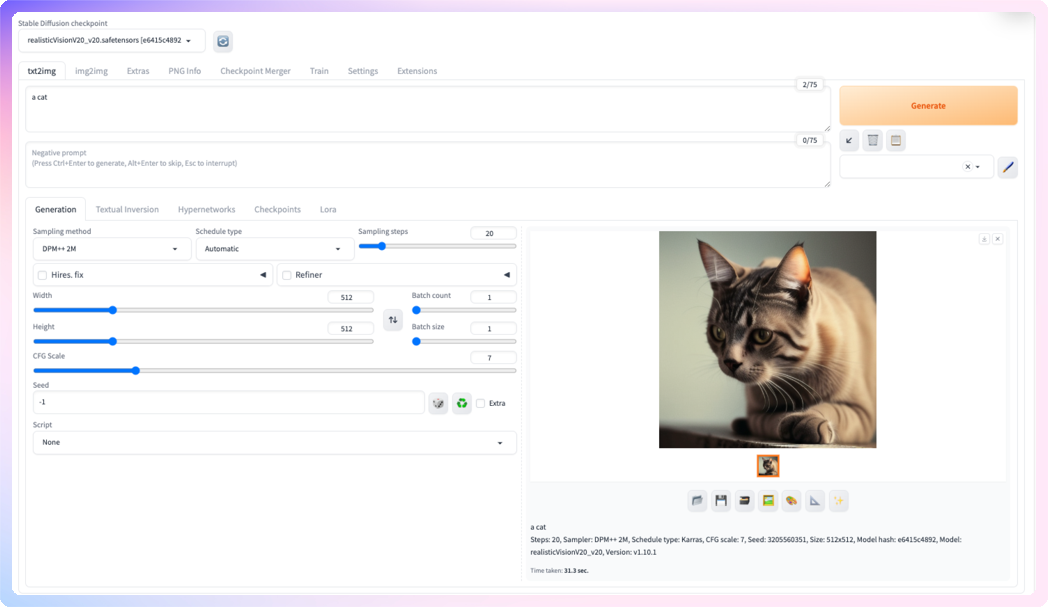 Stable Diffusion checkpoint
realisticVisionV20_v20.safetensors [e6415c4892
txt2img img2img Extras PNG Info Checkpoint Merger Train Settings Extensions
2/75
a cat
Generate
0/75
Negative prompt
(Press Ctrl+Enter to generate, Alt+Enter to skip, Esc to interrupt)
Generation Textual Inversion Hypernetworks Checkpoints Lora
Sampling method Schedule type Sampling steps 20
DPM++ 2M Automatic
Hires. fix Refiner
Width 512 Batch count 1
Height 512 Batch size 1
CFG Scale 7
Seed
-1 Extra
Script
None
a cat
Steps: 20, Sampler: DPM++ 2M, Schedule type: Karras, CFG scale: 7, Seed: 3205560351, Size: 512x512, Model hash: e6415c4892, Model:
realisticVisionV20_v20, Version: v1.10.1
Time taken: 31.3 sec.